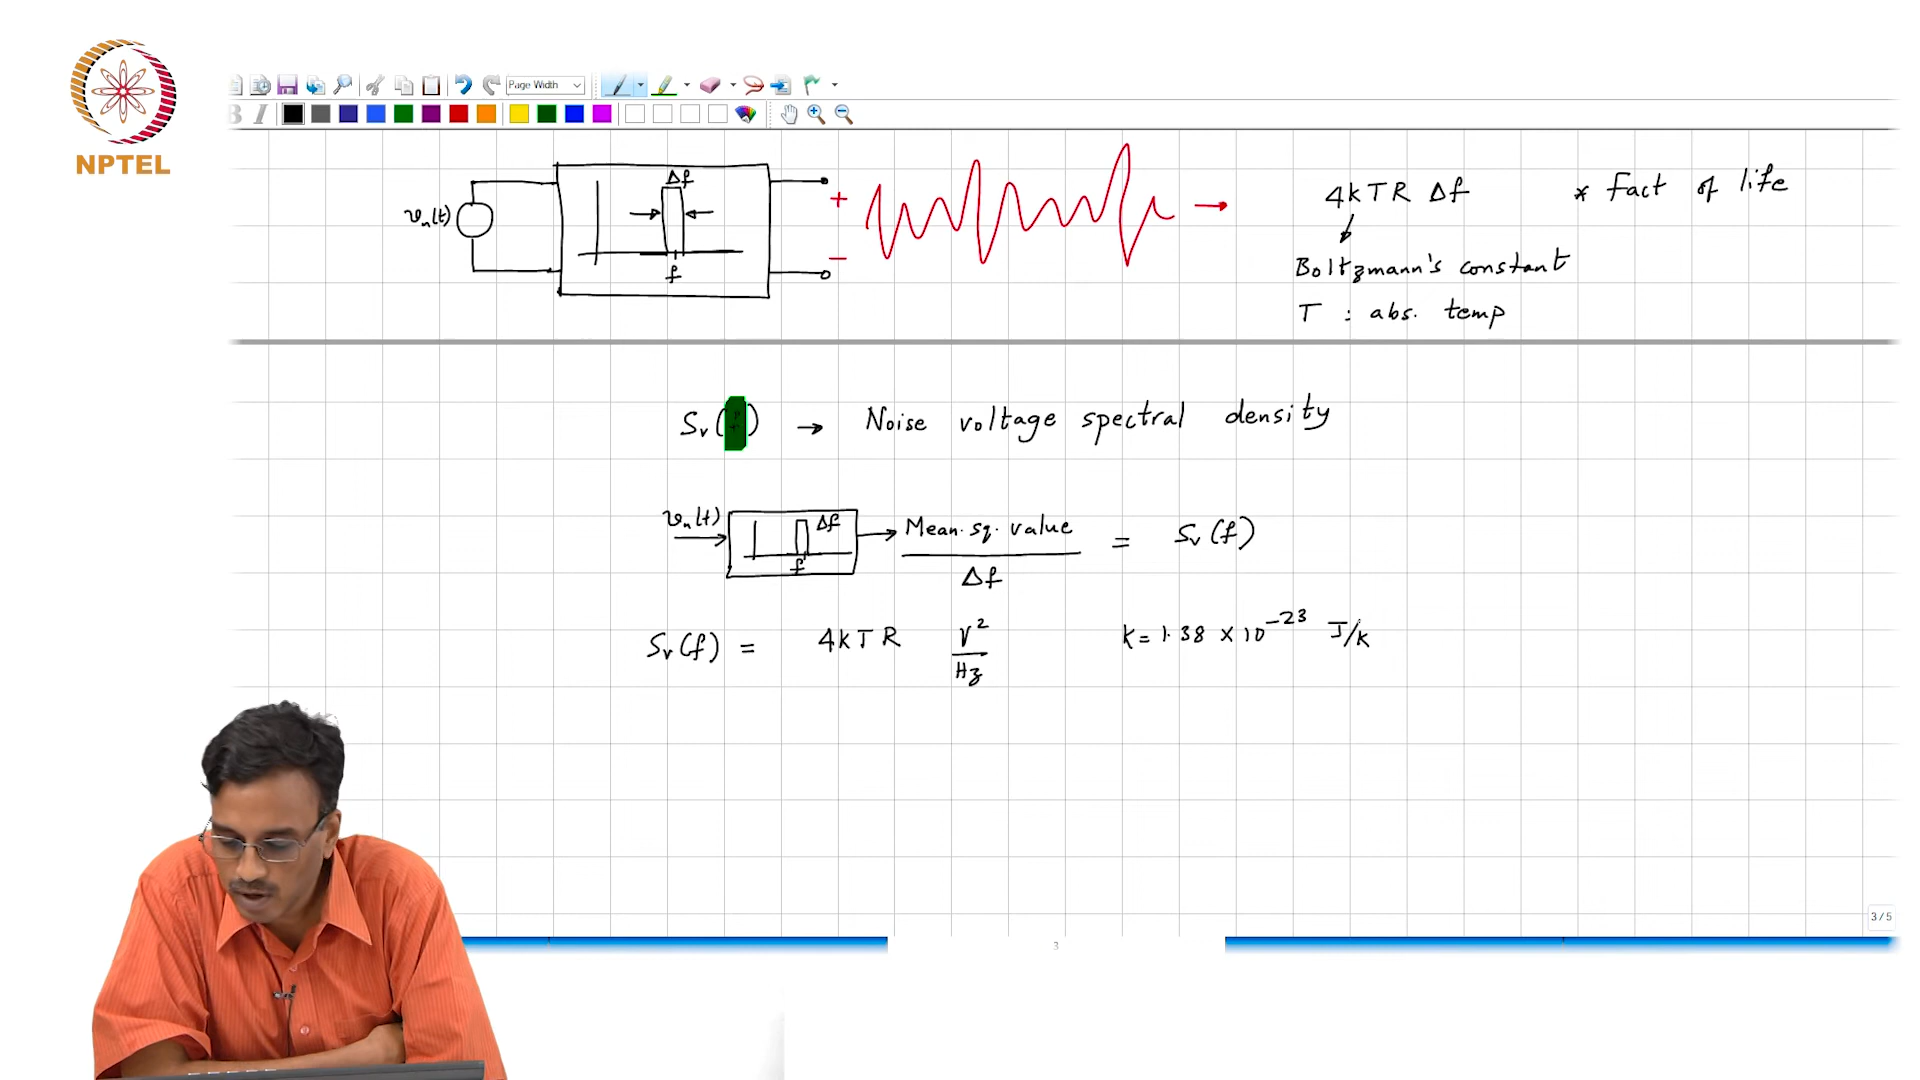 NPTEL
Page Width
B I
vn(t)
Δf
f
+
−
4kTR Δf
* Fact of life
Boltzmann's constant
T : abs. temp
Sv(f) → Noise voltage spectral density
vn(t)
Δf
f
Mean. sq. value
Δf
= Sv(f)
Sv(f) = 4kTR V²/Hz
k = 1.38 × 10⁻²³ J/K
3/5
3